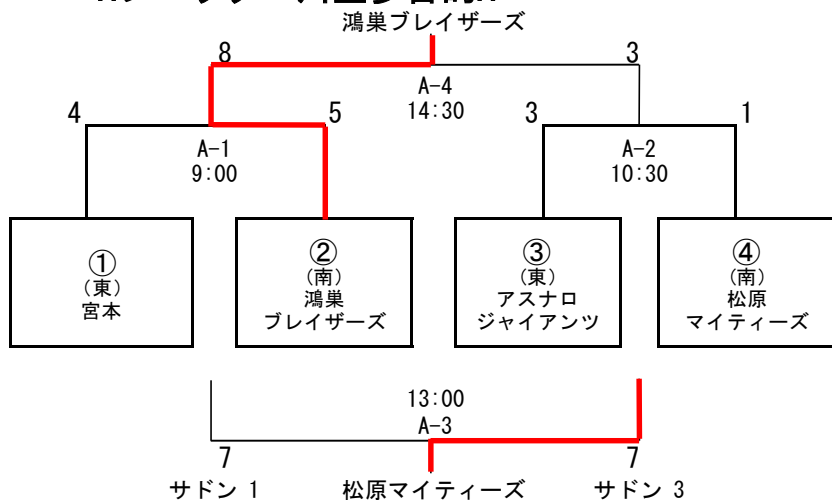 鴻巣ブレイザーズ
8
3
A-4
14:30
4
5
3
1
A-1
9:00
A-2
10:30
①
(東)
宮本
②
(南)
鴻巣
ブレイザーズ
③
(東)
アスナロ
ジャイアンツ
④
(南)
松原
マイティーズ
13:00
A-3
7
7
サドン 1
松原マイティーズ
サドン 3